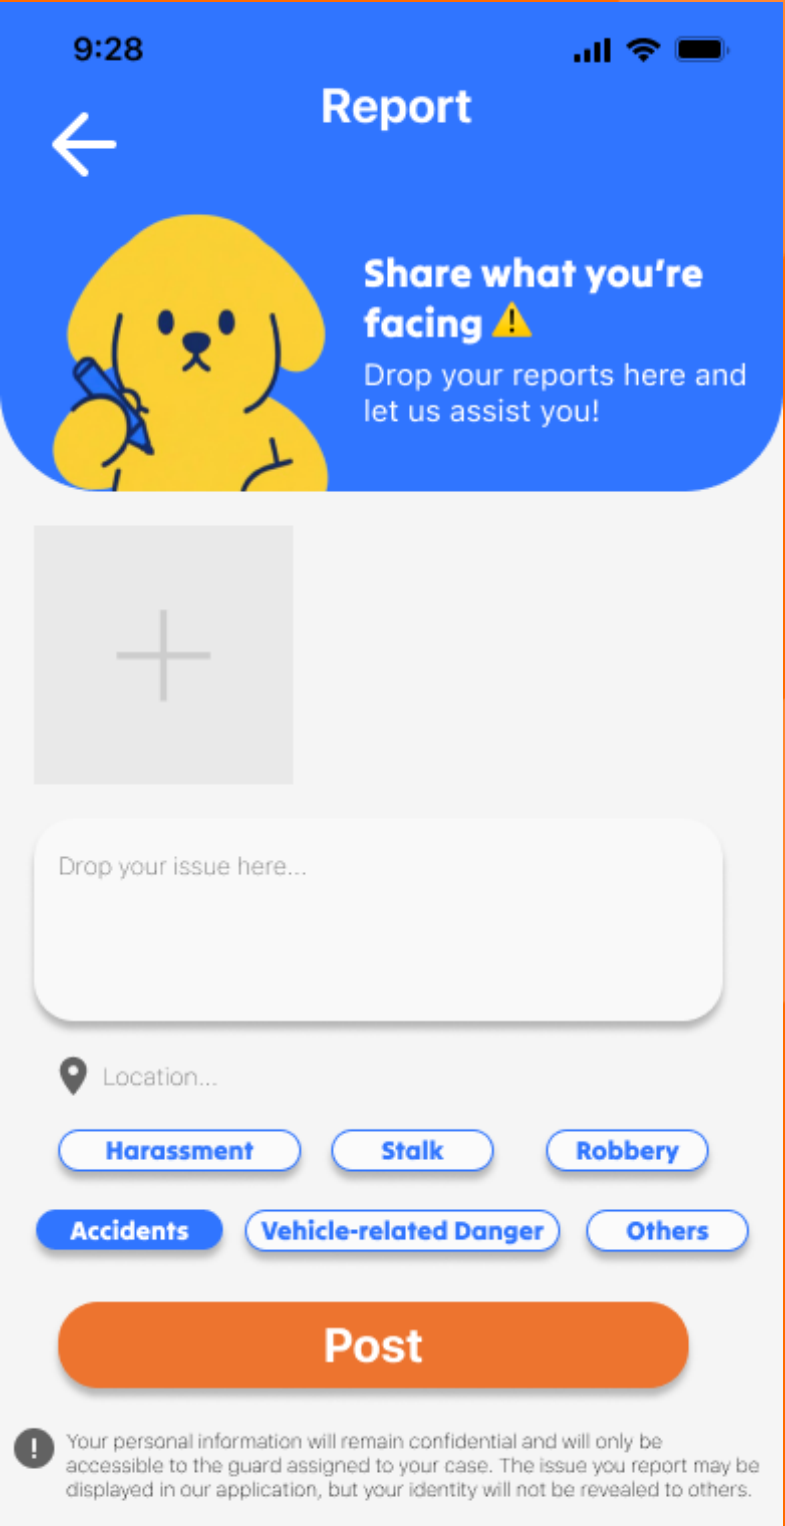 9:28
Report
Share what you're
facing ⚠️
Drop your reports here and
let us assist you!
Drop your issue here...
Location...
Harassment Stalk Robbery
Accidents Vehicle-related Danger Others
Post
Your personal information will remain confidential and will only be
accessible to the guard assigned to your case. The issue you report may be
displayed in our application, but your identity will not be revealed to others.